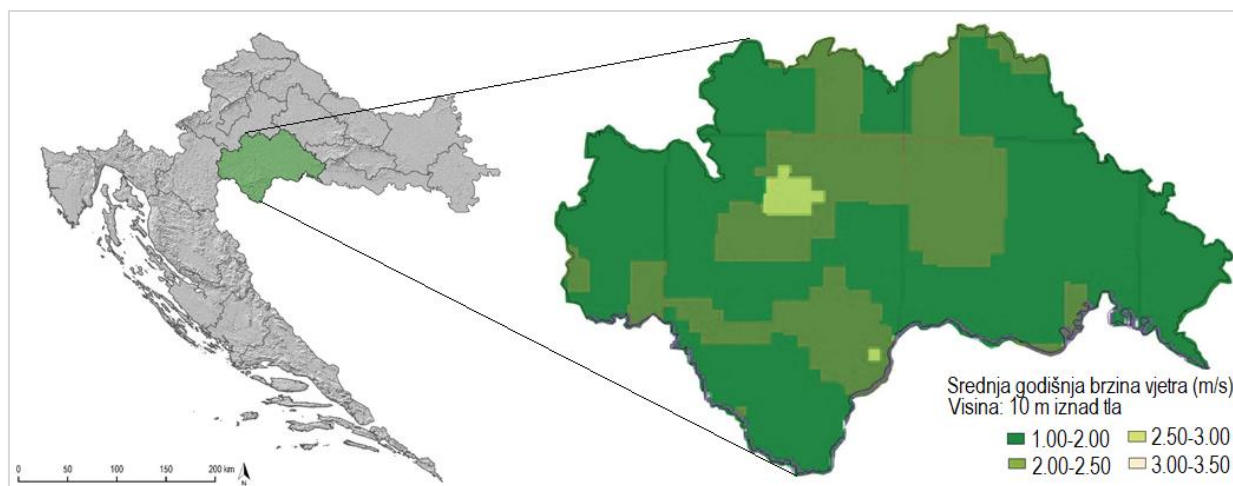 Srednja godišnja brzina vjetra (m/s)
Visina: 10 m iznad tla
1.00-2.00 2.50-3.00
2.00-2.50 3.00-3.50
0 50 100 150 200 km
N